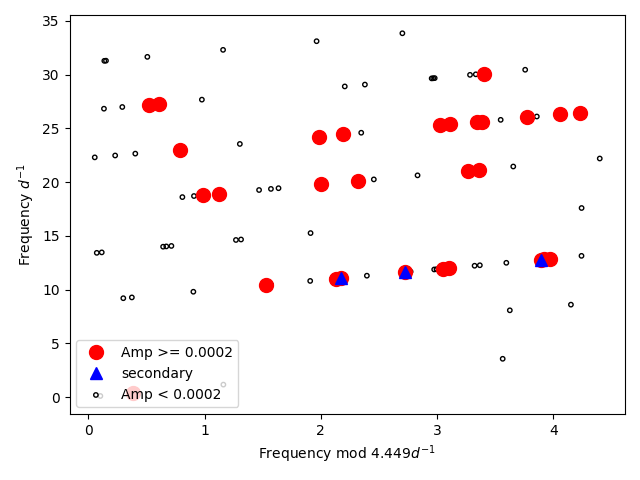 35
30
25
20
15
10
5
0
Frequency $d^{-1}$
Amp >= 0.0002
secondary
Amp < 0.0002
0 1 2 3 4
Frequency mod 4.449$d^{-1}$